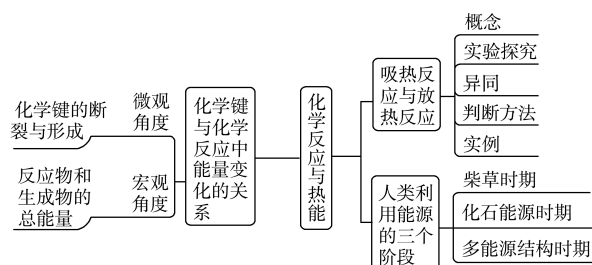 化学键的断
裂与形成
微观
角度
反应物和
生成物的
总能量
宏观
角度
化学键
与化学
反应中
能量变
化的关
系
化学反应与热能
吸热反
应与放
热反应
概念
实验探究
异同
判断方法
实例
人类利
用能源
的三个
阶段
柴草时期
化石能源时期
多能源结构时期